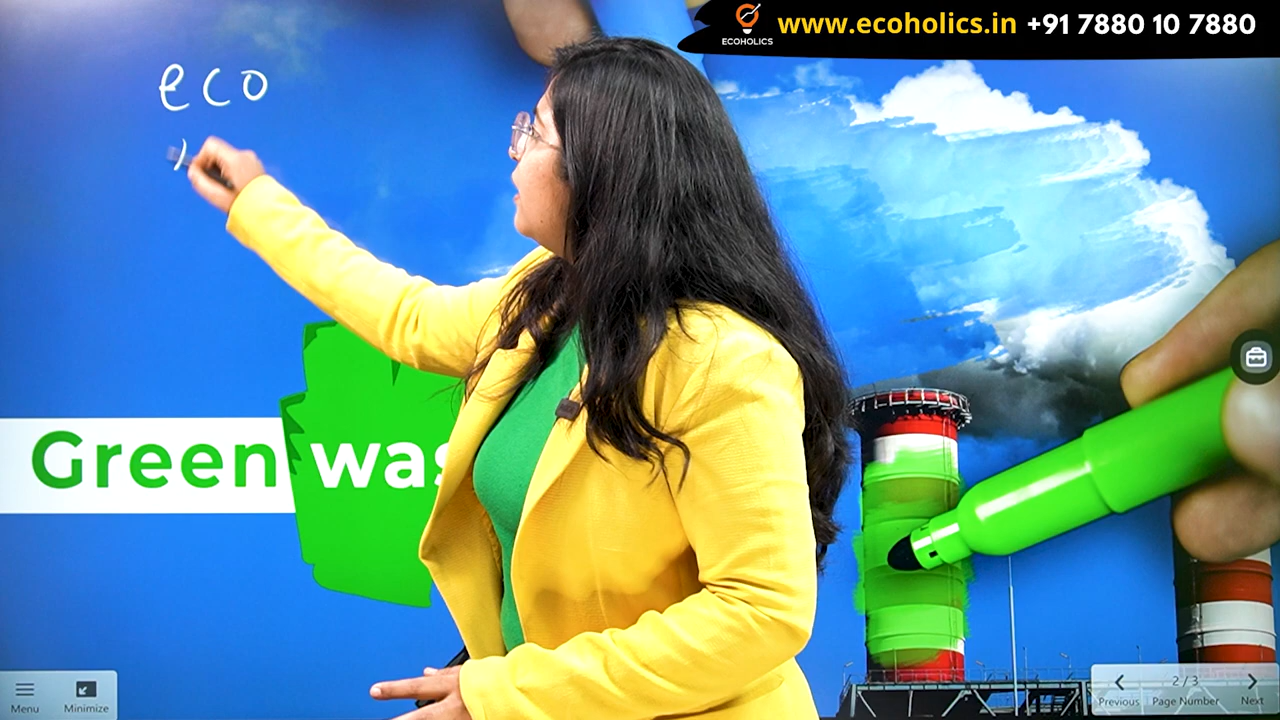 ECOHOLICS
www.ecoholics.in +91 7880 10 7880
eco
Green was
Menu
Minimize
2 / 3
Previous
Page Number
Next